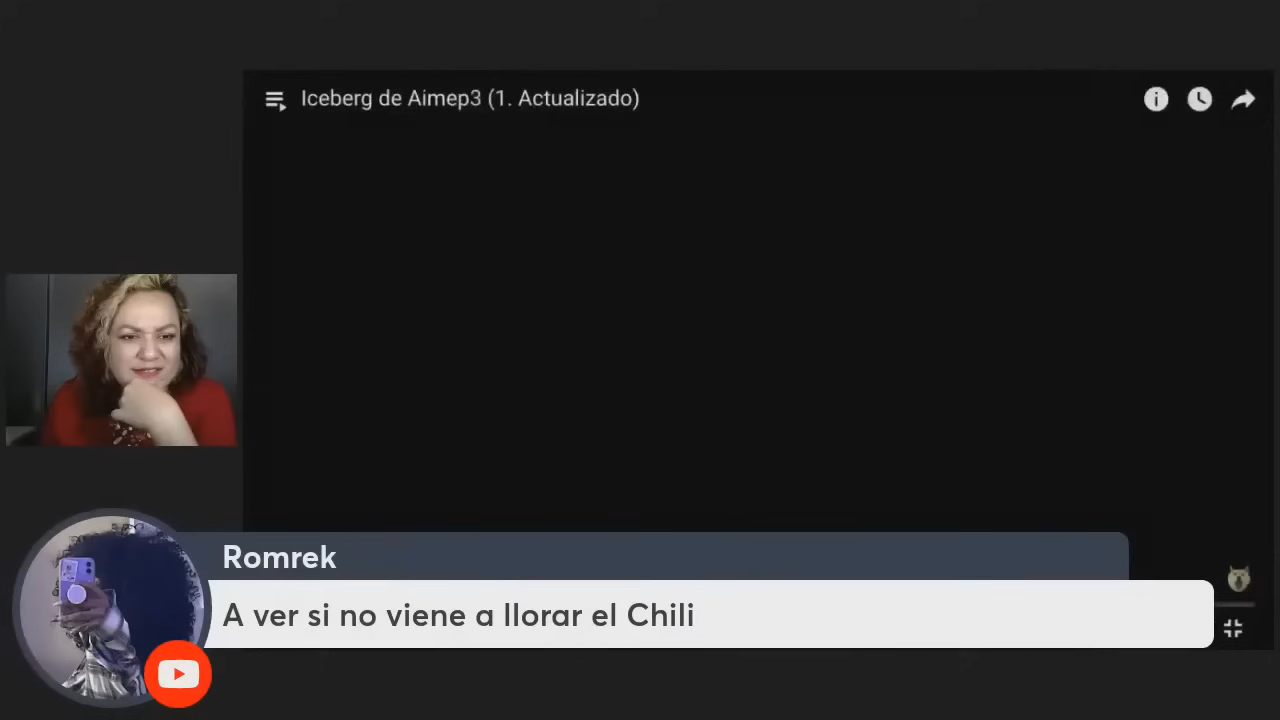 Iceberg de Aimep3 (1. Actualizado)
Romrek
A ver si no viene a llorar el Chili